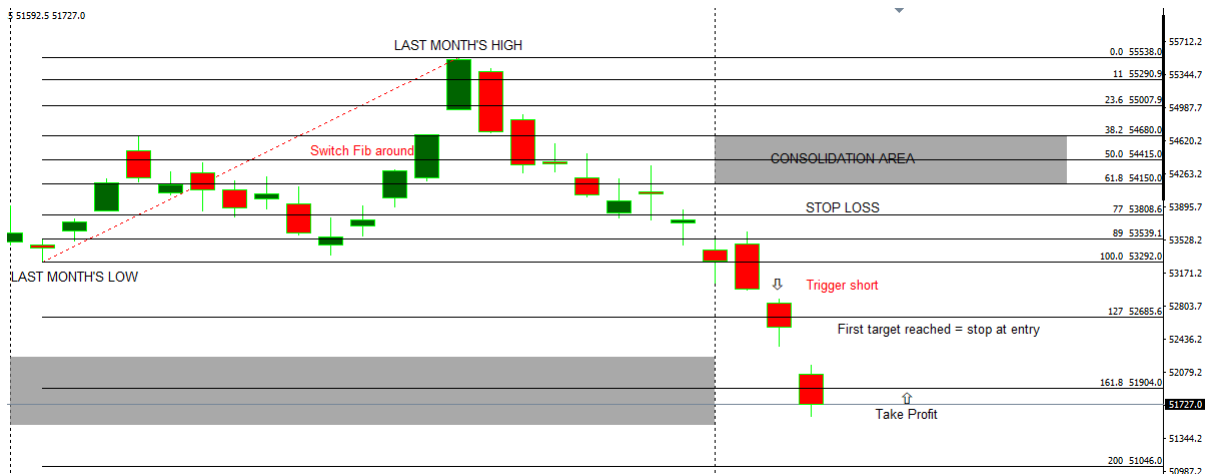 5 51592.5 51727.0
LAST MONTH'S HIGH
55712.2
0.0 55538.0
55344.7
11 55290.9
23.6 55007.9
54987.7
38.2 54680.0
54620.2
Switch Fib around
CONSOLIDATION AREA
50.0 54415.0
54263.2
61.8 54150.0
STOP LOSS
53895.7
77 53808.6
89 53539.1
53528.2
100.0 53292.0
LAST MONTH'S LOW
53171.2
Trigger short
52803.7
127 52685.6
First target reached = stop at entry
52436.2
52079.2
161.8 51904.0
51727.0
Take Profit
51344.2
200 51046.0
50987.2